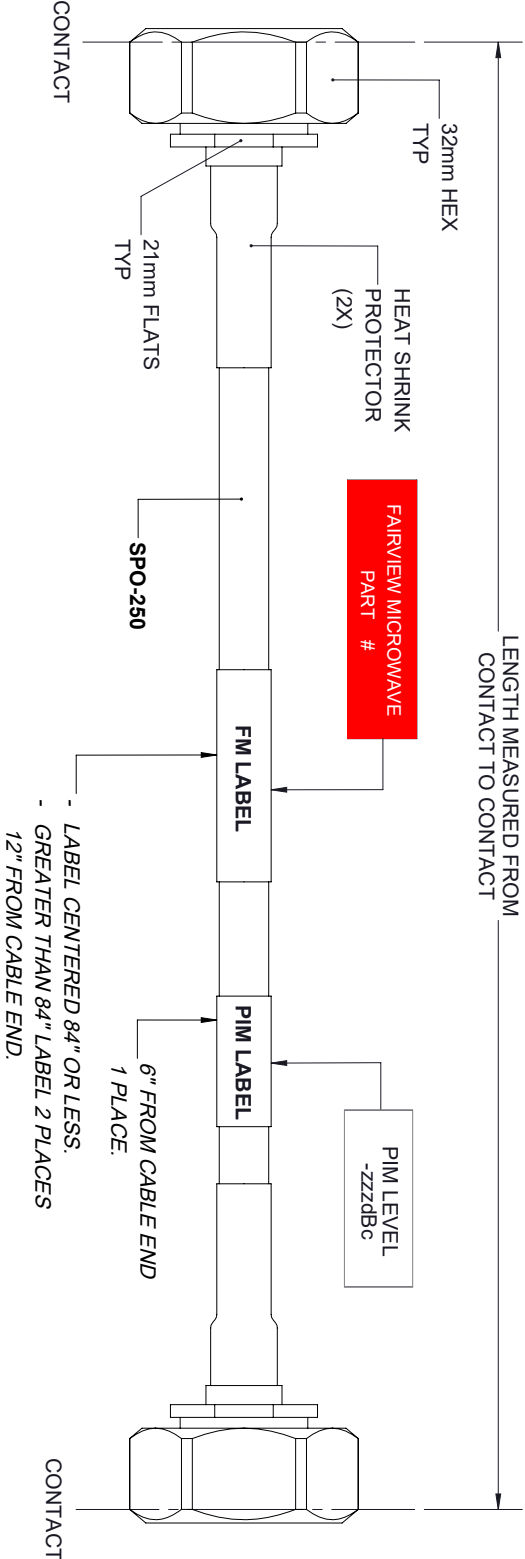 LENGTH MEASURED FROM
CONTACT TO CONTACT
32mm HEX
TYP
HEAT SHRINK
PROTECTOR
(2X)
FAIRVIEW MICROWAVE
PART #
PIM LEVEL
-zzzdBc
FM LABEL
PIM LABEL
CONTACT
21mm FLATS
TYP
SPO-250
6" FROM CABLE END
1 PLACE.
- LABEL CENTERED 84" OR LESS.
- GREATER THAN 84" LABEL 2 PLACES
12" FROM CABLE END.
CONTACT